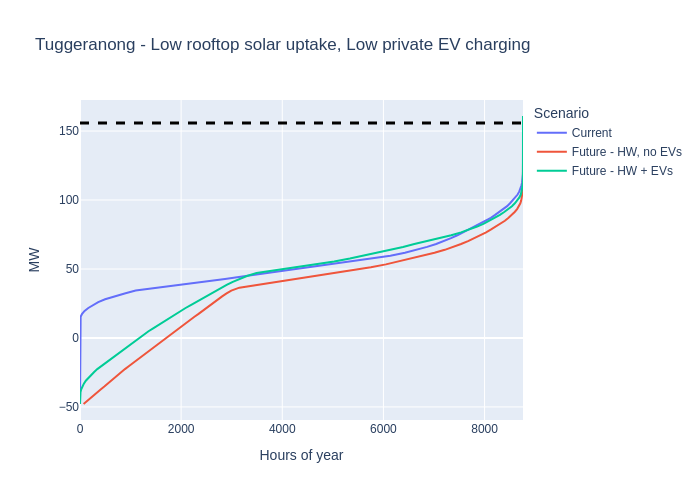 Tuggeranong - Low rooftop solar uptake, Low private EV charging
Scenario
Current
Future - HW, no EVs
Future - HW + EVs
MW
150
100
50
0
−50
0
2000
4000
6000
8000
Hours of year